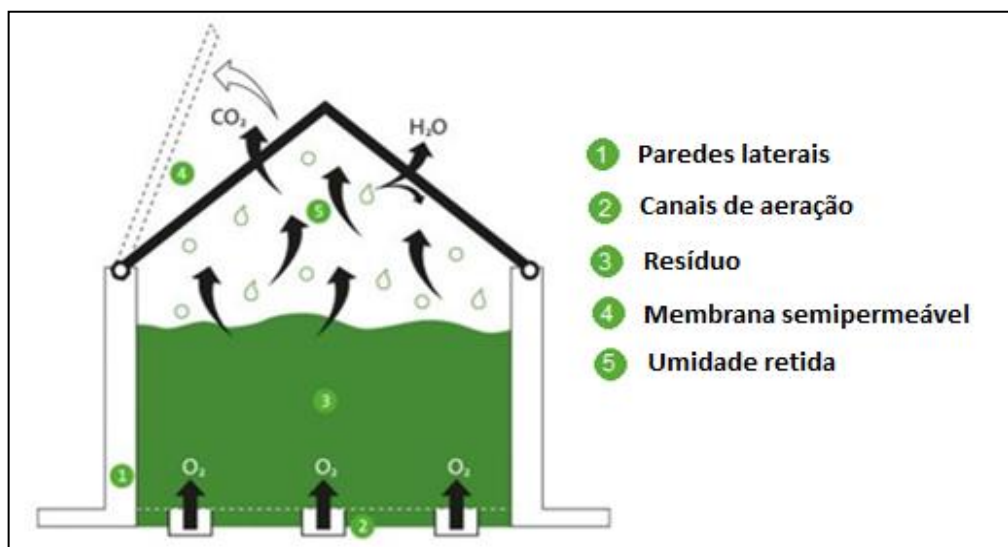 CO₂
H₂O
4
5
3
1
O₂
O₂
O₂
2
1 Paredes laterais
2 Canais de aeração
3 Resíduo
4 Membrana semipermeável
5 Umidade retida